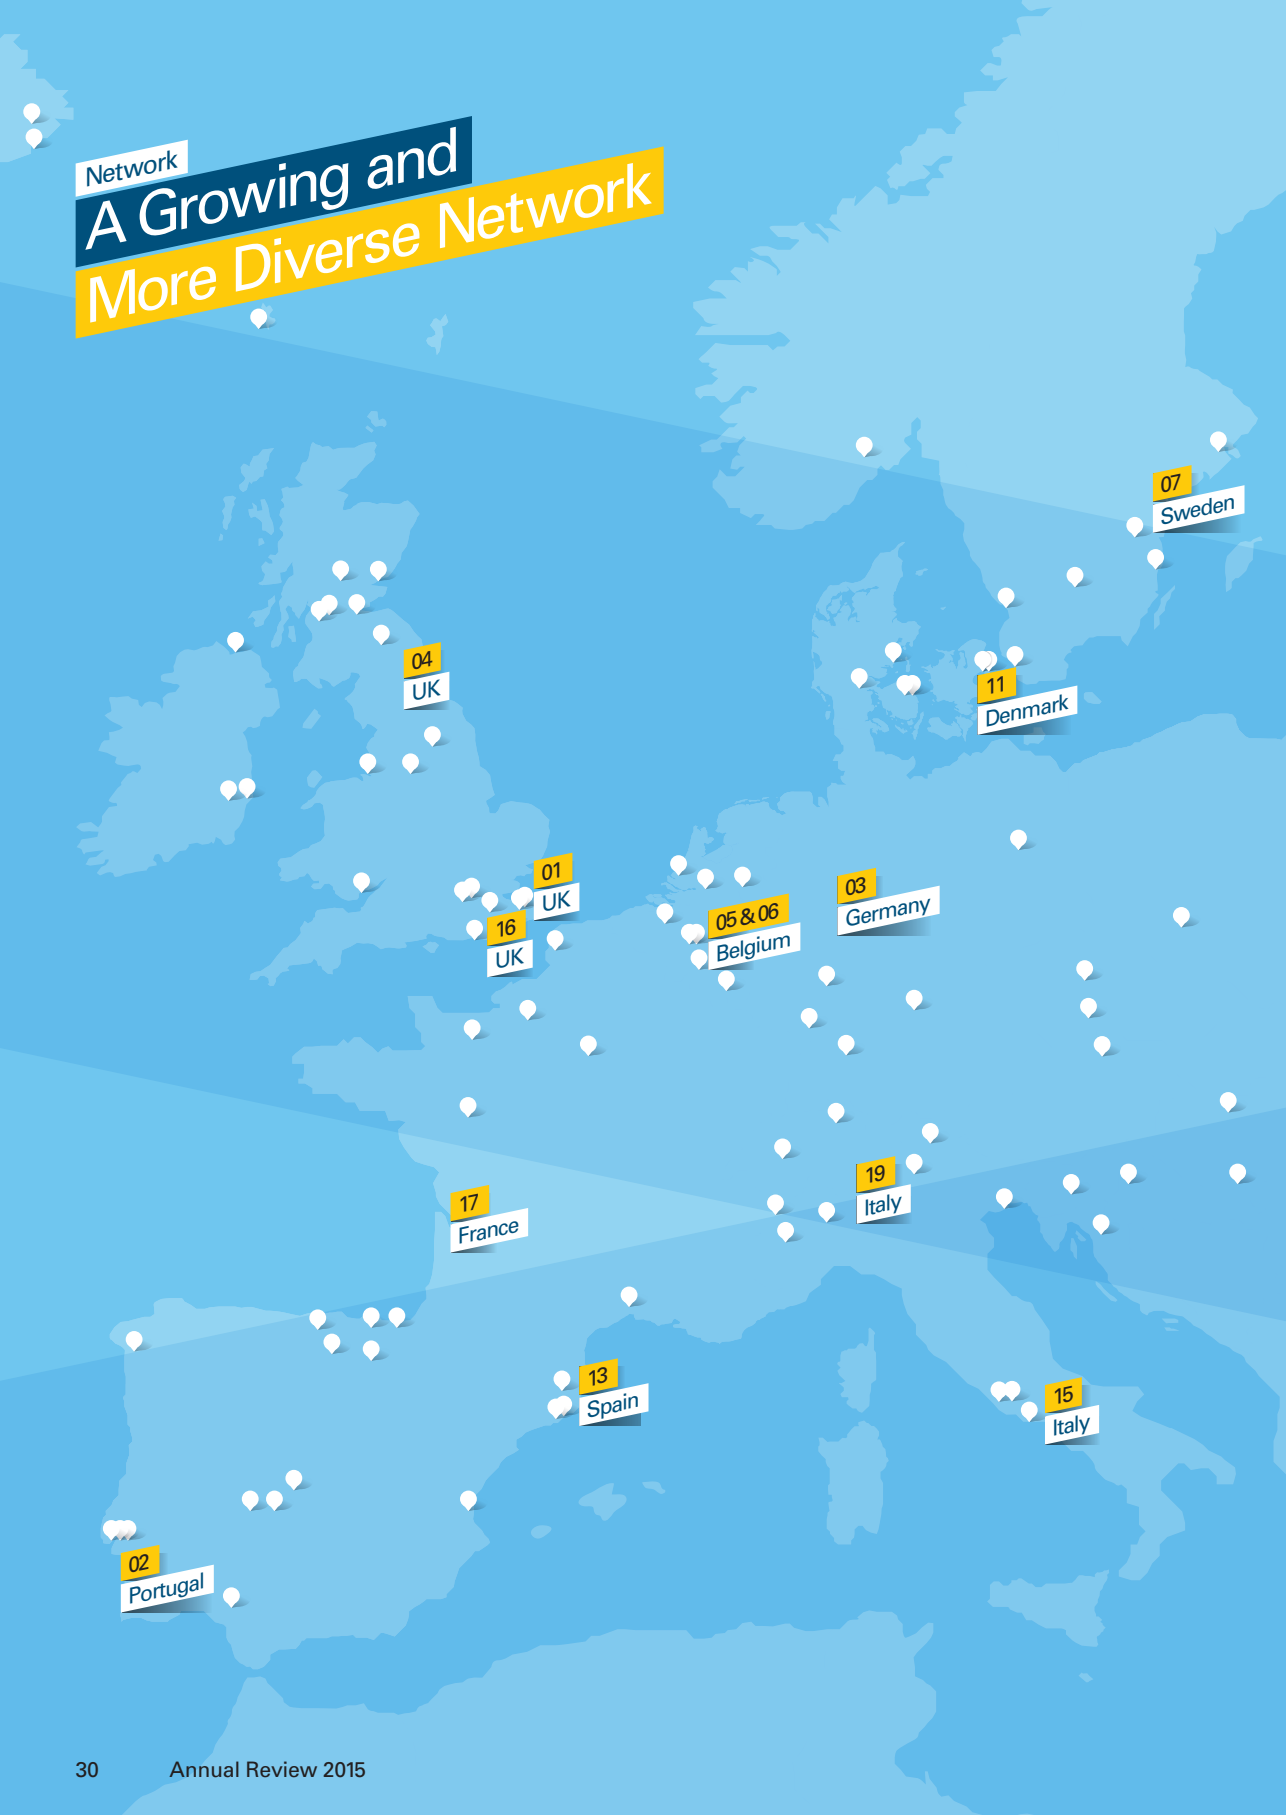 Network
A Growing and
More Diverse Network
07
Sweden
04
UK
11
Denmark
01
UK
03
Germany
05 & 06
Belgium
16
UK
19
Italy
17
France
13
Spain
15
Italy
02
Portugal
30 Annual Review 2015